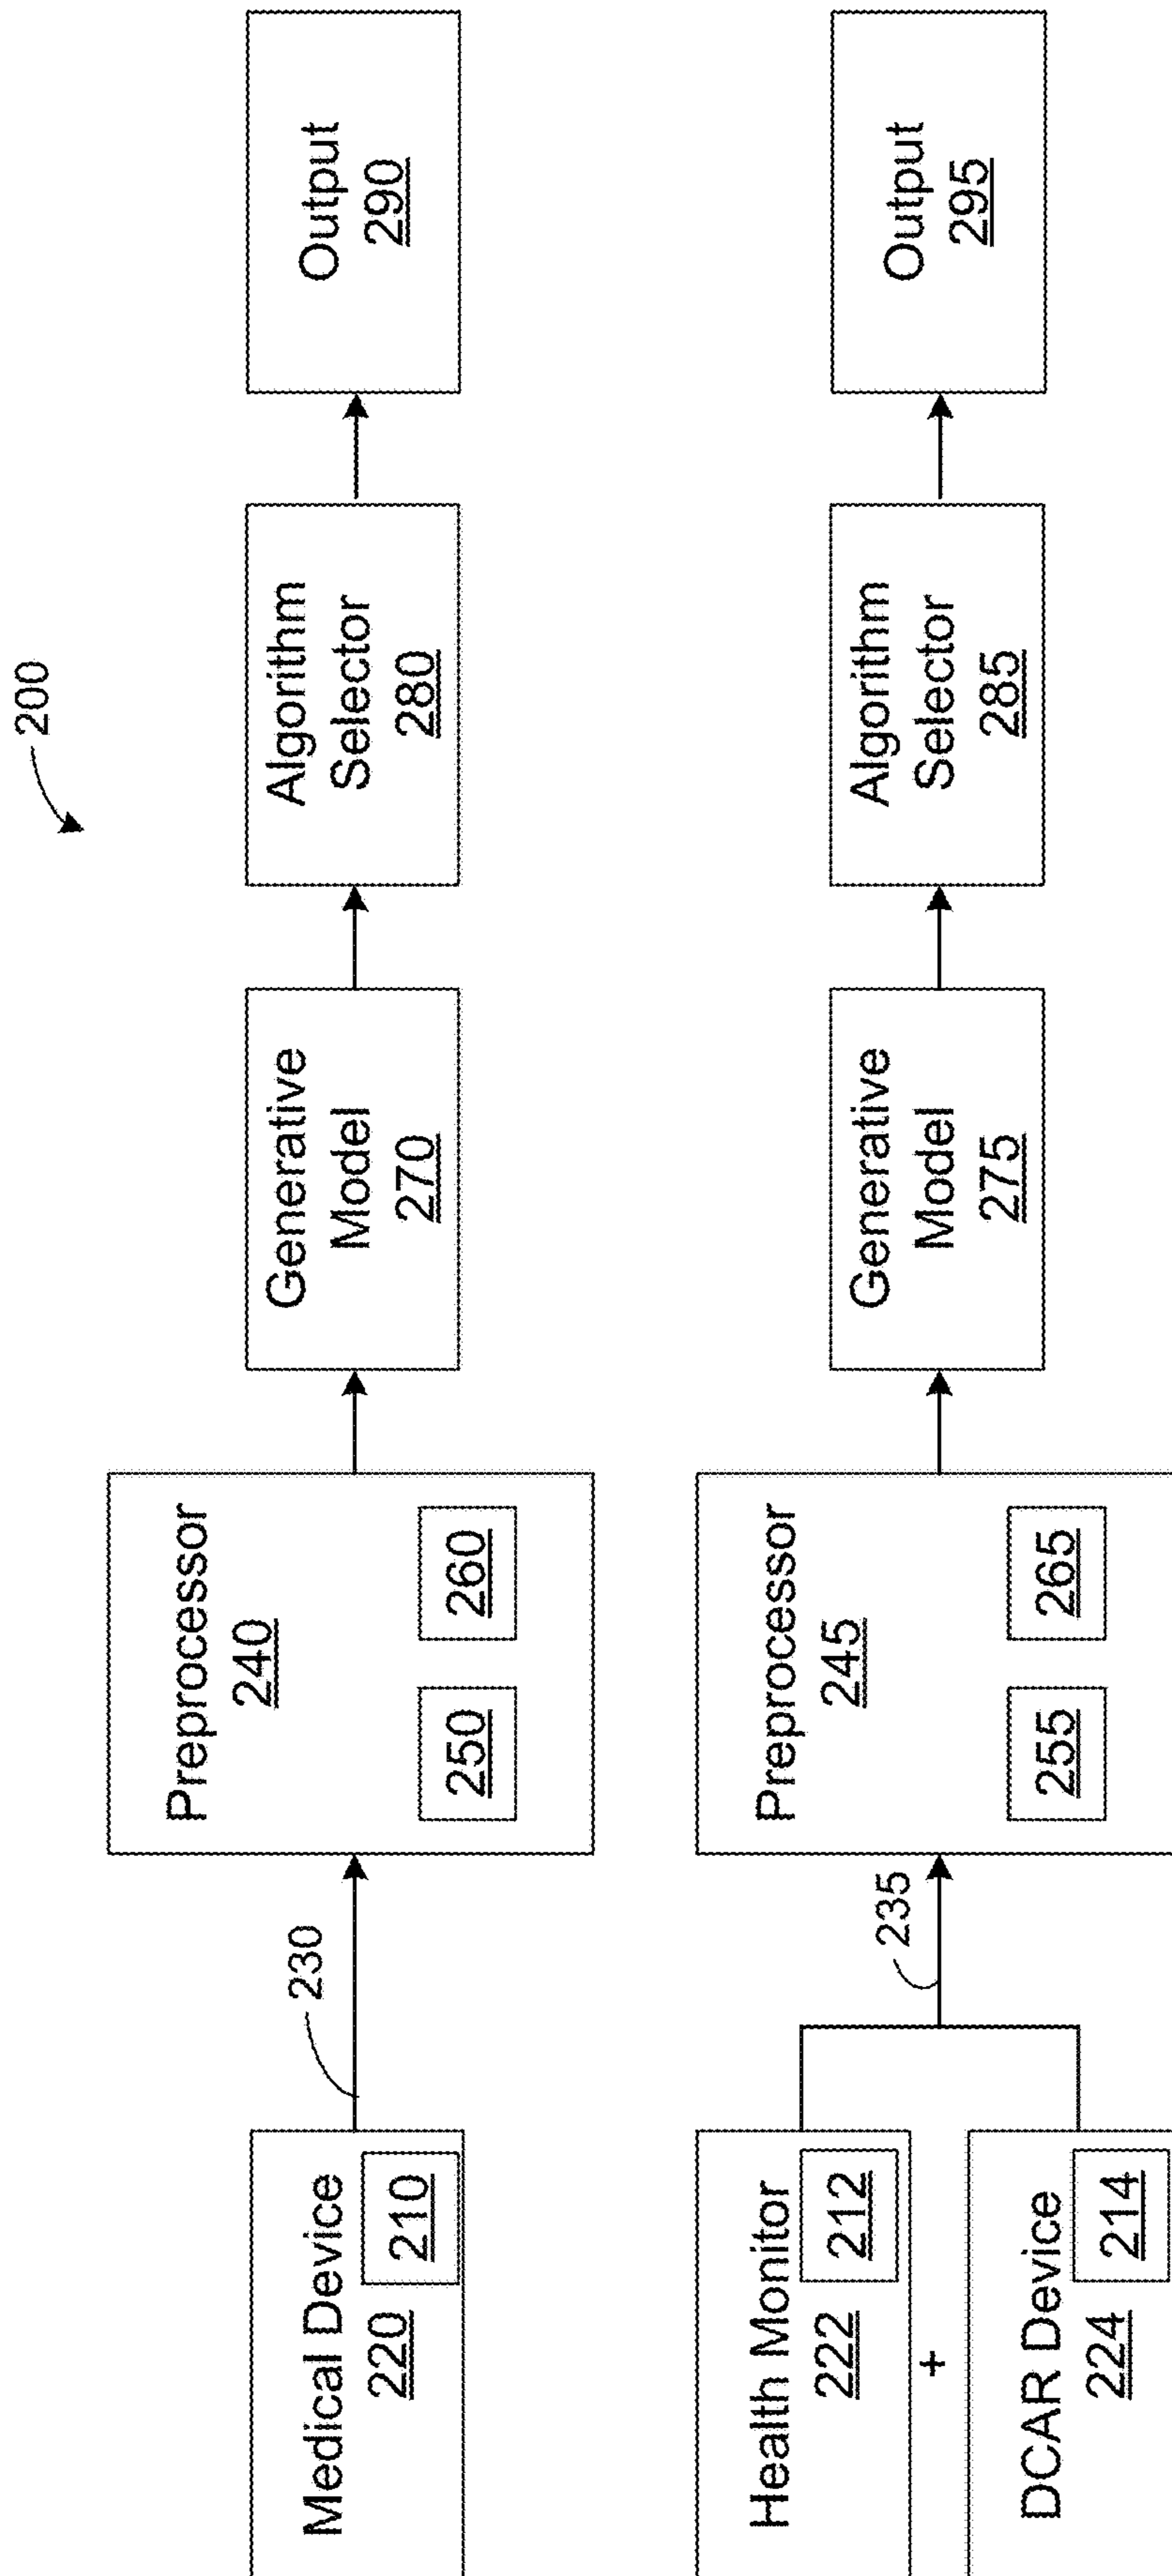 200
Medical Device
220
210
230
Preprocessor
240
250
260
Generative
Model
270
Algorithm
Selector
280
Output
290
Health Monitor
222
212
+
DCAR Device
224
214
235
Preprocessor
245
255
265
Generative
Model
275
Algorithm
Selector
285
Output
295